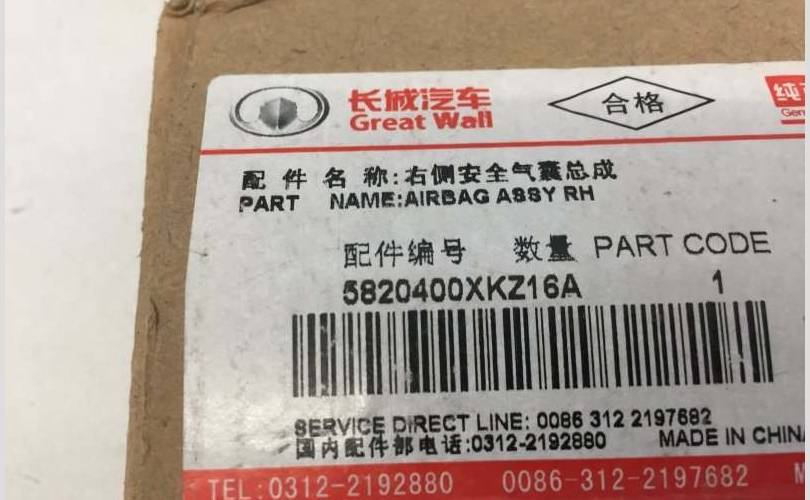 长城汽车
Great Wall
合格
纯
Gen
配件名称:右侧安全气囊总成
PART NAME:AIRBAG ASSY RH
配件编号 数量 PART CODE
5820400XKZ16A 1
SERVICE DIRECT LINE: 0086 312 2197682
国内配件部电话:0312-2192880 MADE IN CHINA
TEL:0312-2192880 0086-312-2197682